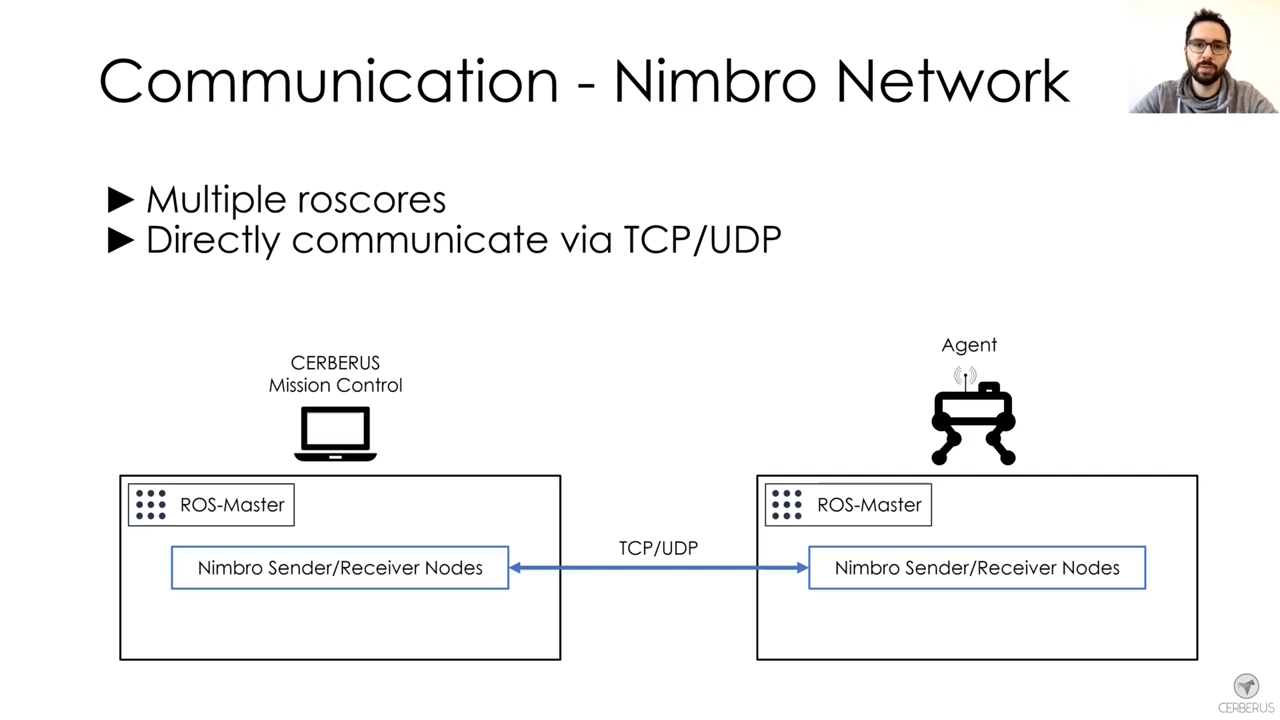 Communication - Nimbro Network
► Multiple roscores
► Directly communicate via TCP/UDP
CERBERUS
Mission Control
Agent
ROS-Master
ROS-Master
TCP/UDP
Nimbro Sender/Receiver Nodes
Nimbro Sender/Receiver Nodes
CERBERUS